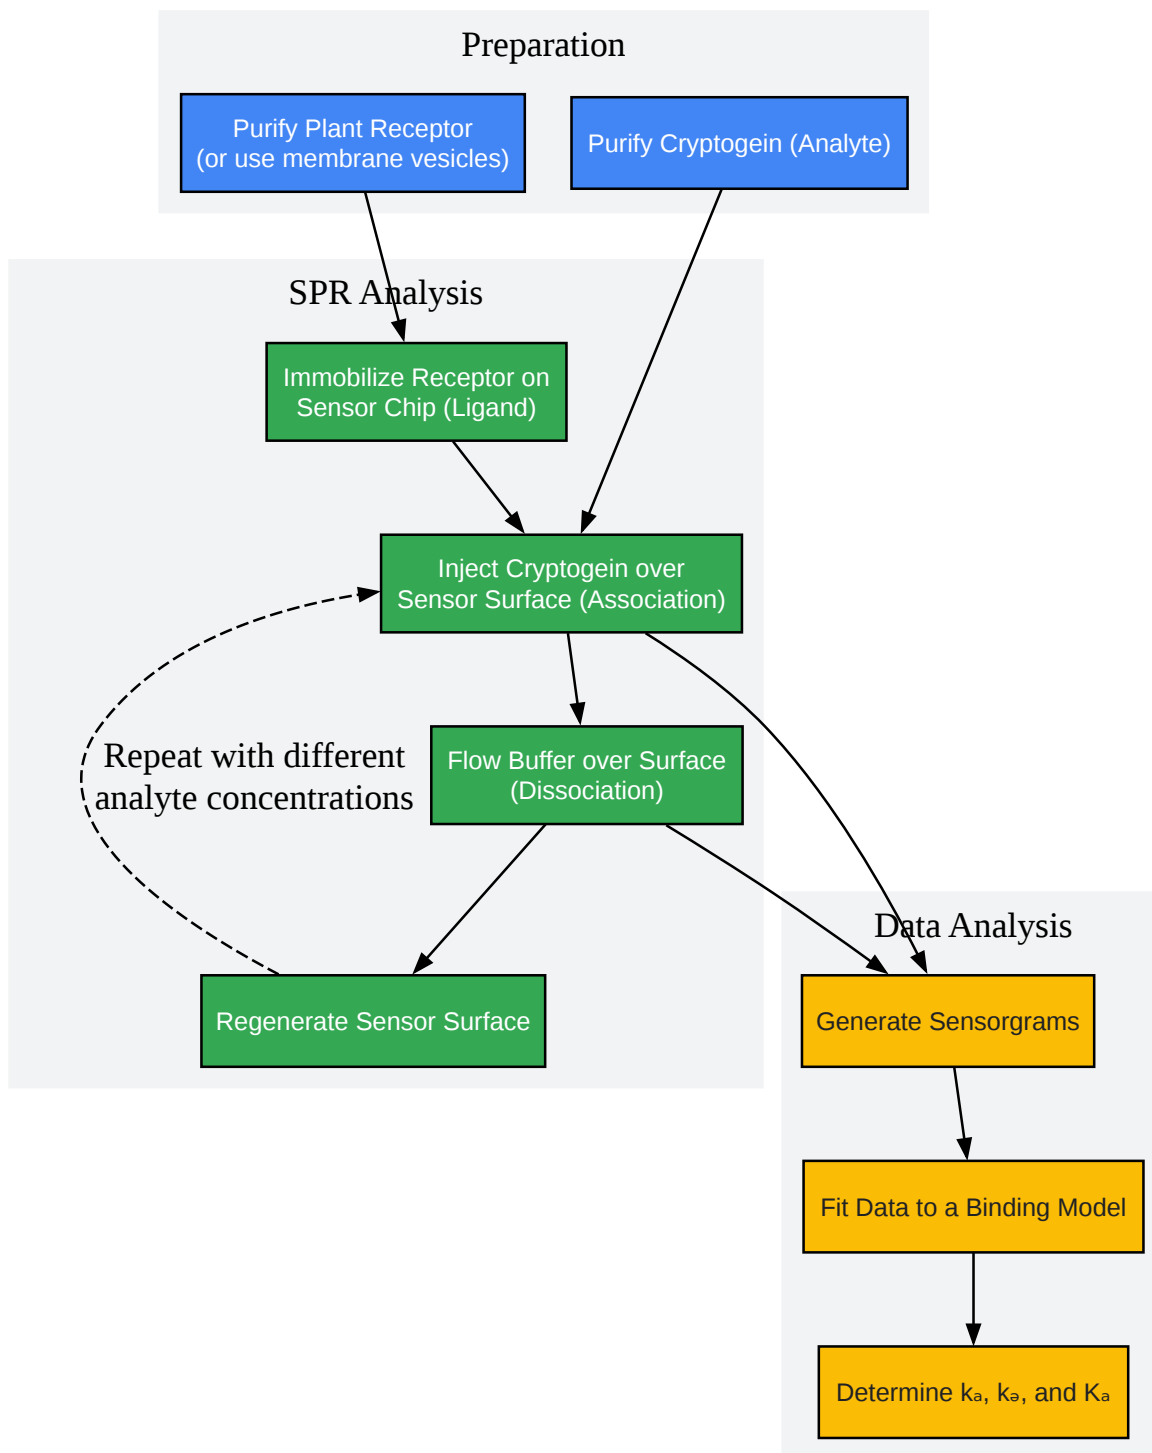 Preparation
Purify Plant Receptor
(or use membrane vesicles)
Purify Cryptogein (Analyte)
SPR Analysis
Immobilize Receptor on
Sensor Chip (Ligand)
Inject Cryptogein over
Sensor Surface (Association)
Repeat with different
analyte concentrations
Flow Buffer over Surface
(Dissociation)
Regenerate Sensor Surface
Data Analysis
Generate Sensorgrams
Fit Data to a Binding Model
Determine kₐ, kₔ, and Kₐ